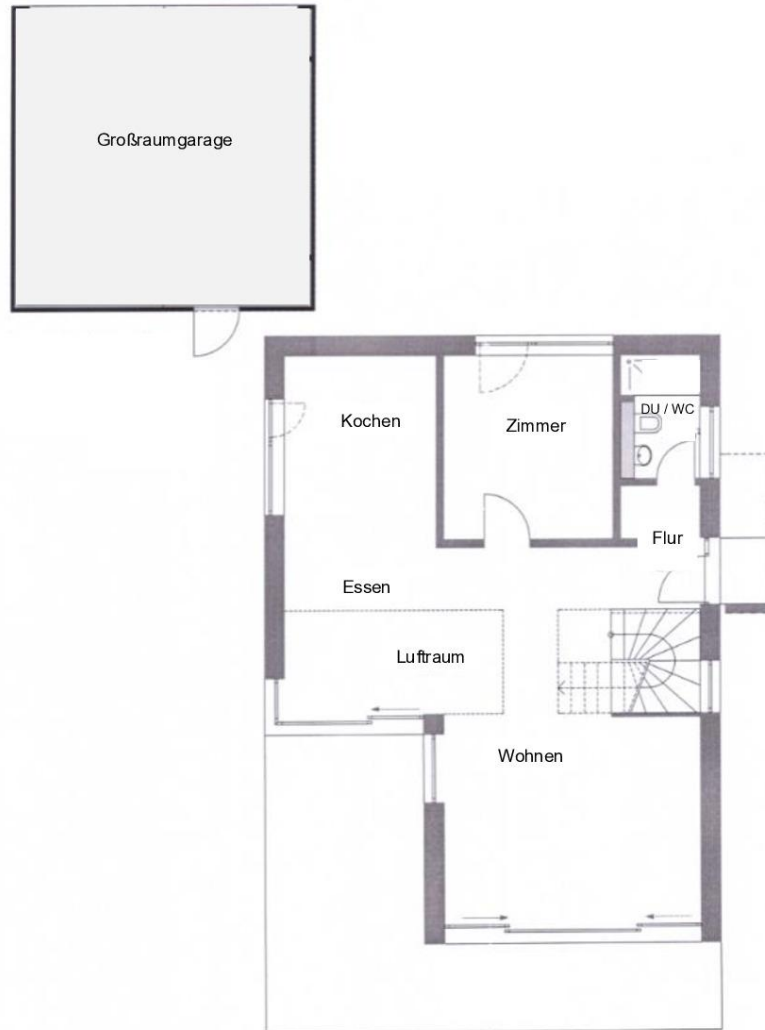 Großraumgarage
DU / WC
Kochen
Zimmer
Flur
Essen
Luftraum
Wohnen